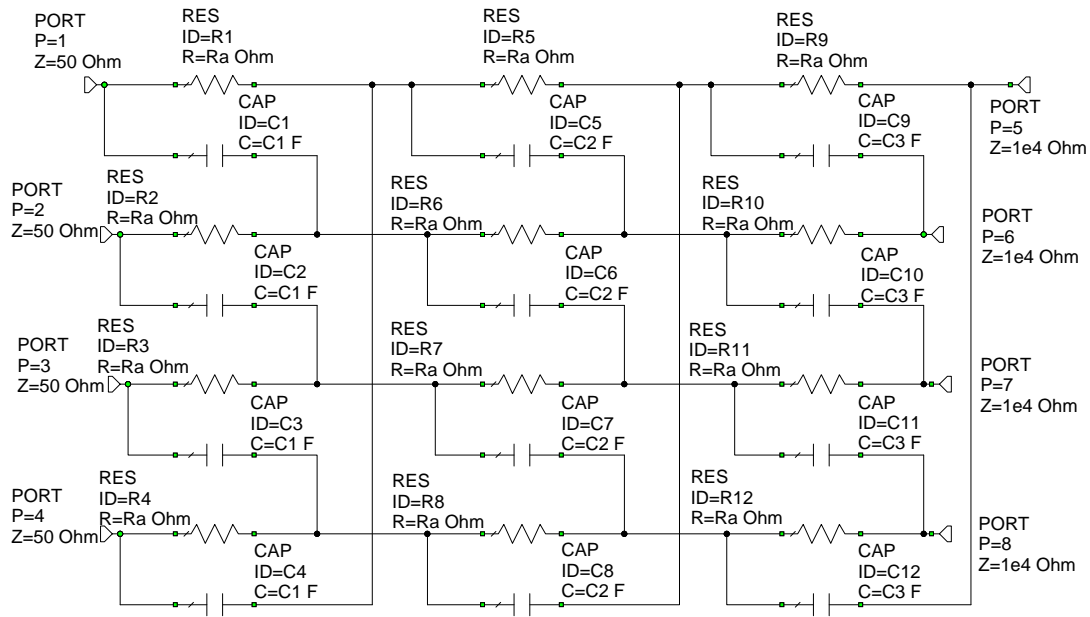 PORT
P=1
Z=50 Ohm
RES
ID=R1
R=Ra Ohm
CAP
ID=C1
C=C1 F
RES
ID=R5
R=Ra Ohm
CAP
ID=C5
C=C2 F
RES
ID=R9
R=Ra Ohm
CAP
ID=C9
C=C3 F
PORT
P=5
Z=1e4 Ohm
PORT
P=2
Z=50 Ohm
RES
ID=R2
R=Ra Ohm
CAP
ID=C2
C=C1 F
RES
ID=R6
R=Ra Ohm
CAP
ID=C6
C=C2 F
RES
ID=R10
R=Ra Ohm
CAP
ID=C10
C=C3 F
PORT
P=6
Z=1e4 Ohm
PORT
P=3
Z=50 Ohm
RES
ID=R3
R=Ra Ohm
CAP
ID=C3
C=C1 F
RES
ID=R7
R=Ra Ohm
CAP
ID=C7
C=C2 F
RES
ID=R11
R=Ra Ohm
CAP
ID=C11
C=C3 F
PORT
P=7
Z=1e4 Ohm
PORT
P=4
Z=50 Ohm
RES
ID=R4
R=Ra Ohm
CAP
ID=C4
C=C1 F
RES
ID=R8
R=Ra Ohm
CAP
ID=C8
C=C2 F
RES
ID=R12
R=Ra Ohm
CAP
ID=C12
C=C3 F
PORT
P=8
Z=1e4 Ohm